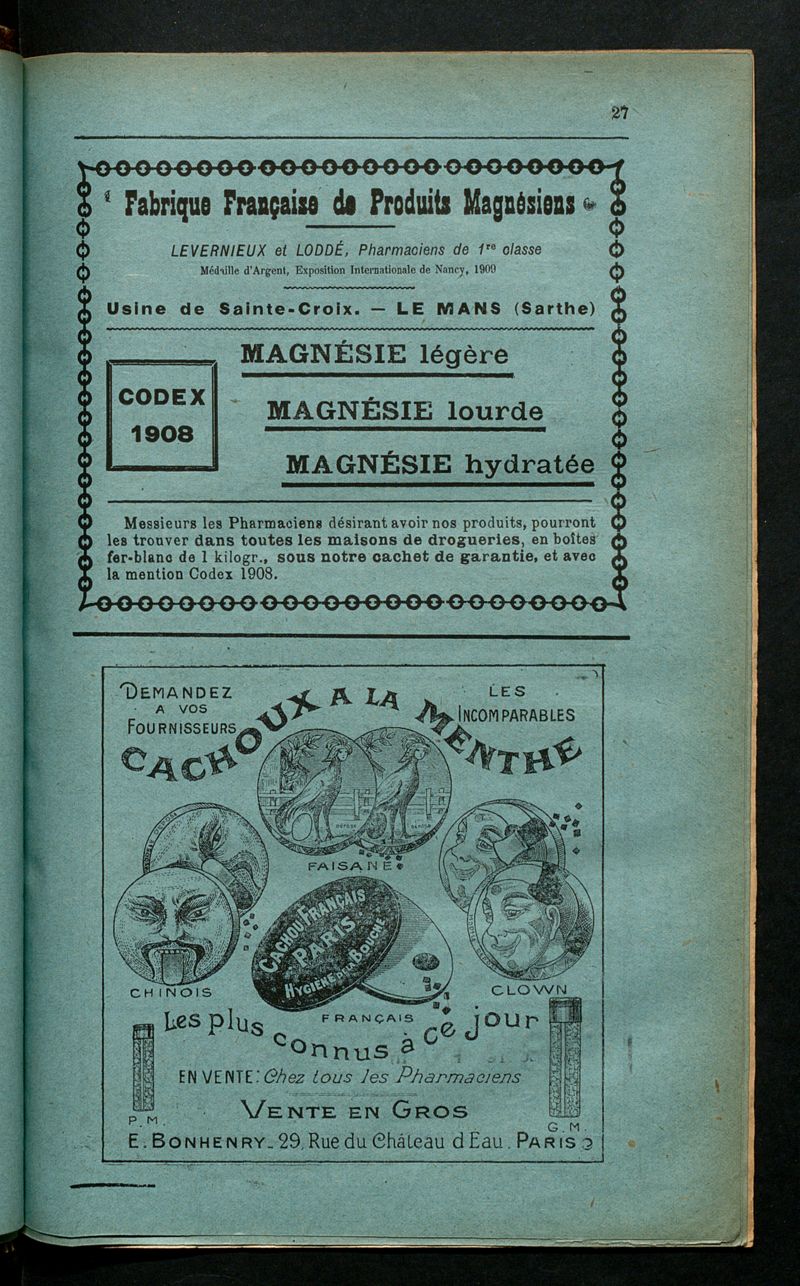 27
Fabrique Française de Produits Magnésiens
LEVERNIEUX et LODDÉ, Pharmaciens de 1re classe
Médaille d'Argent, Exposition Internationale de Nancy, 1909
Usine de Sainte-Croix. — LE MANS (Sarthe)
CODEX
1908
MAGNÉSIE légère
MAGNÉSIE lourde
MAGNÉSIE hydratée
Messieurs les Pharmaciens désirant avoir nos produits, pourront
les trouver dans toutes les maisons de drogueries, en boîtes
fer-blanc de 1 kilogr., sous notre cachet de garantie, et avec
la mention Codex 1908.
DEMANDEZ
A VOS
FOURNISSEURS
LES
INCOMPARABLES
CACHOUX A LA MENTHE
DÉPOSÉ
DÉPOSÉ
FAISANE
CHINOIS
CACHOU FRANÇAIS
PARIS
HYGIÈNE DE LA BOUCHE
FRANÇAIS
CLOWN
Les plus connus à ce jour
EN VENTE: Chez tous les Pharmaciens
P.M.
VENTE EN GROS
G.M.
E. BONHENRY_29, Rue du Château d'Eau. PARIS